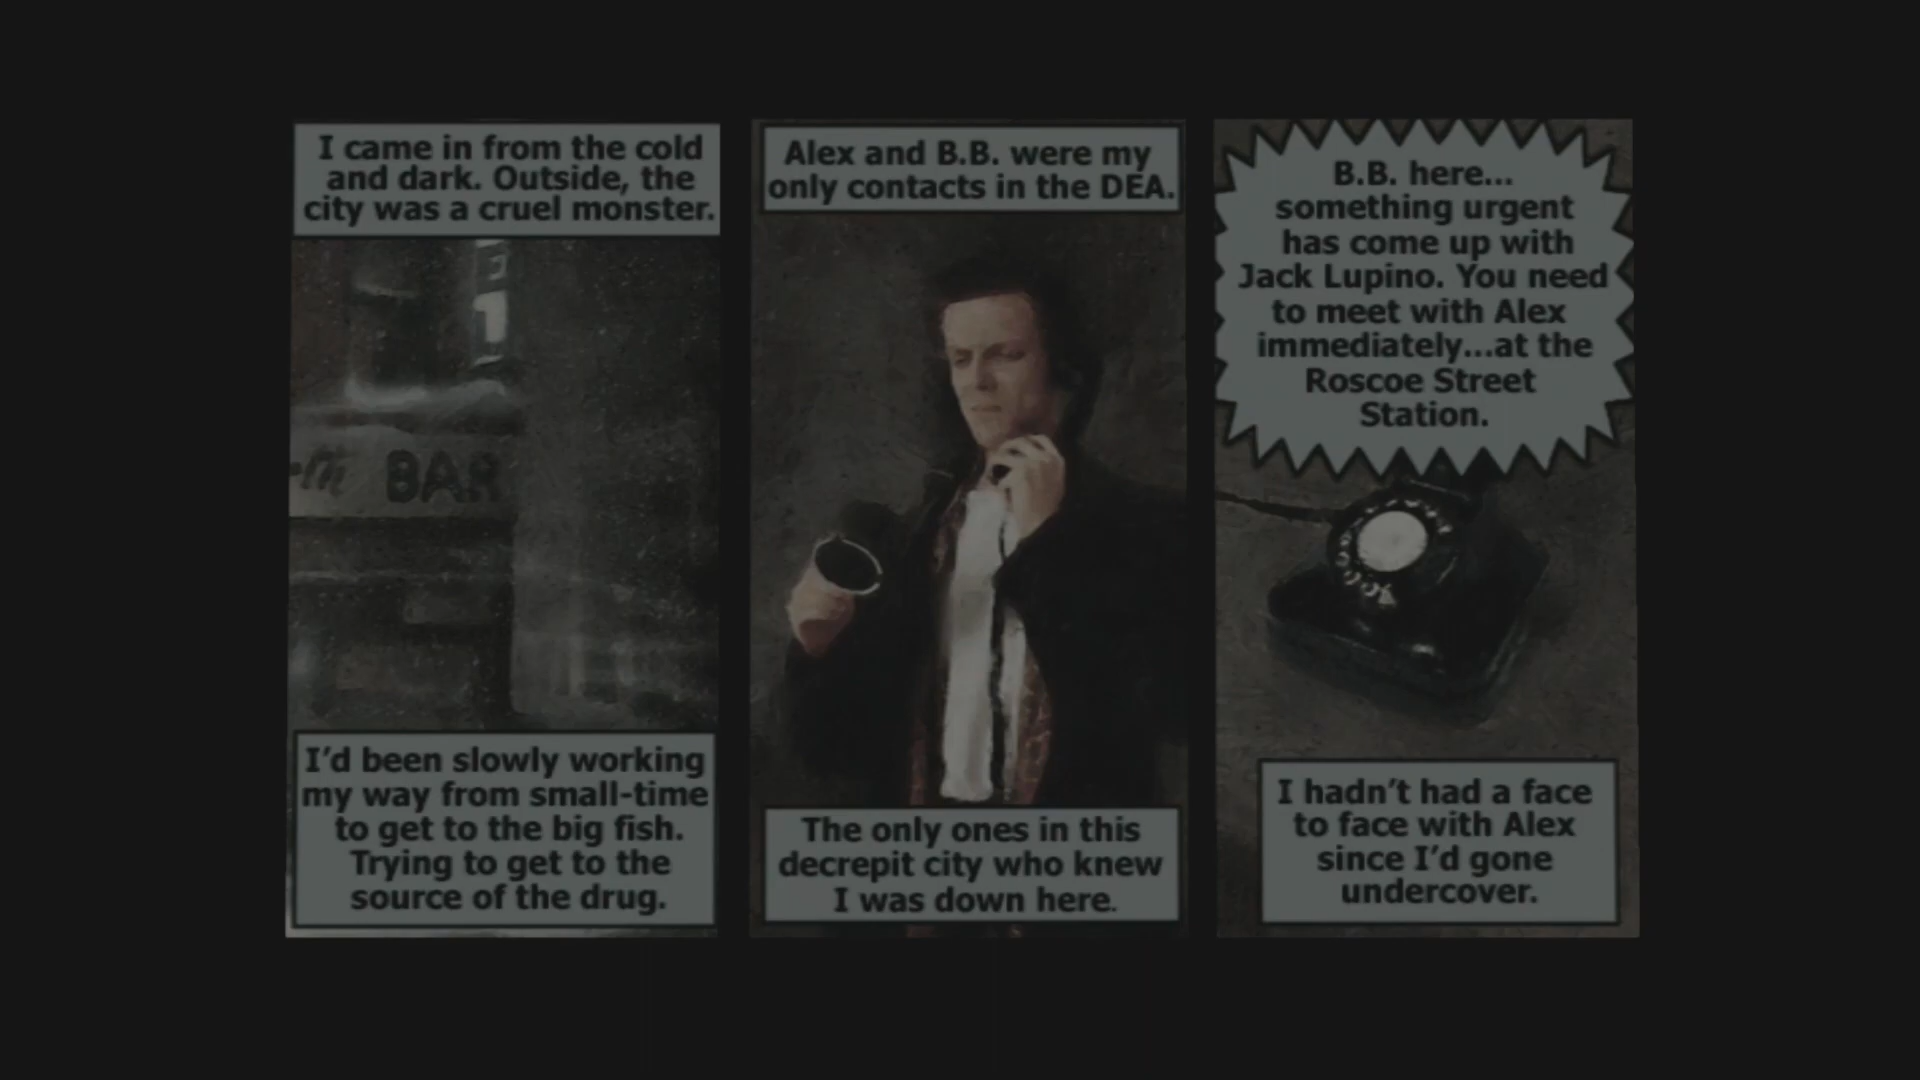 I came in from the cold
and dark. Outside, the
city was a cruel monster.
BAR
I'd been slowly working
my way from small-time
to get to the big fish.
Trying to get to the
source of the drug.
Alex and B.B. were my
only contacts in the DEA.
The only ones in this
decrepit city who knew
I was down here.
B.B. here...
something urgent
has come up with
Jack Lupino. You need
to meet with Alex
immediately...at the
Roscoe Street
Station.
I hadn't had a face
to face with Alex
since I'd gone
undercover.